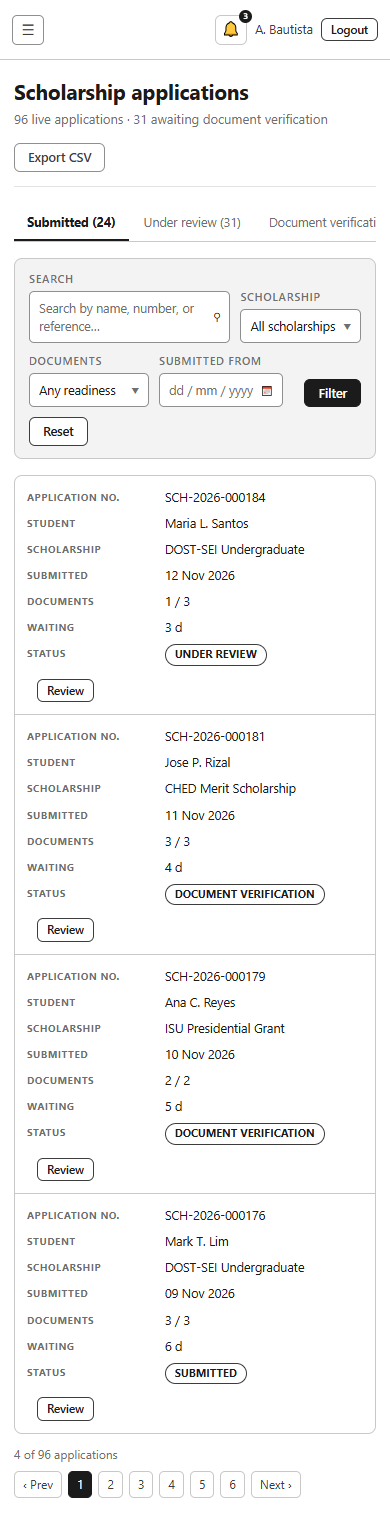 ☰
3
A. Bautista
Logout
Scholarship applications
96 live applications · 31 awaiting document verification
Export CSV
Submitted (24) Under review (31) Document verificati
SEARCH
Search by name, number, or
reference...
SCHOLARSHIP
All scholarships
DOCUMENTS
Any readiness
SUBMITTED FROM
dd / mm / yyyy
Filter
Reset
APPLICATION NO. SCH-2026-000184
STUDENT Maria L. Santos
SCHOLARSHIP DOST-SEI Undergraduate
SUBMITTED 12 Nov 2026
DOCUMENTS 1 / 3
WAITING 3 d
STATUS UNDER REVIEW
Review
APPLICATION NO. SCH-2026-000181
STUDENT Jose P. Rizal
SCHOLARSHIP CHED Merit Scholarship
SUBMITTED 11 Nov 2026
DOCUMENTS 3 / 3
WAITING 4 d
STATUS DOCUMENT VERIFICATION
Review
APPLICATION NO. SCH-2026-000179
STUDENT Ana C. Reyes
SCHOLARSHIP ISU Presidential Grant
SUBMITTED 10 Nov 2026
DOCUMENTS 2 / 2
WAITING 5 d
STATUS DOCUMENT VERIFICATION
Review
APPLICATION NO. SCH-2026-000176
STUDENT Mark T. Lim
SCHOLARSHIP DOST-SEI Undergraduate
SUBMITTED 09 Nov 2026
DOCUMENTS 3 / 3
WAITING 6 d
STATUS SUBMITTED
Review
4 of 96 applications
‹ Prev 1 2 3 4 5 6 Next ›